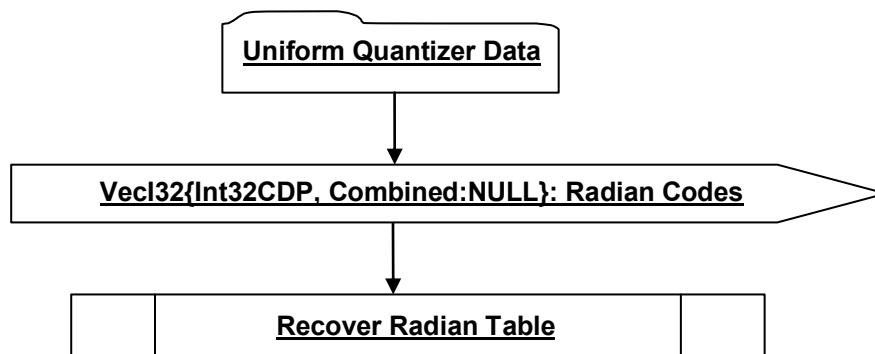 Uniform Quantizer Data
VecI32{Int32CDP, Combined:NULL}: Radian Codes
Recover Radian Table